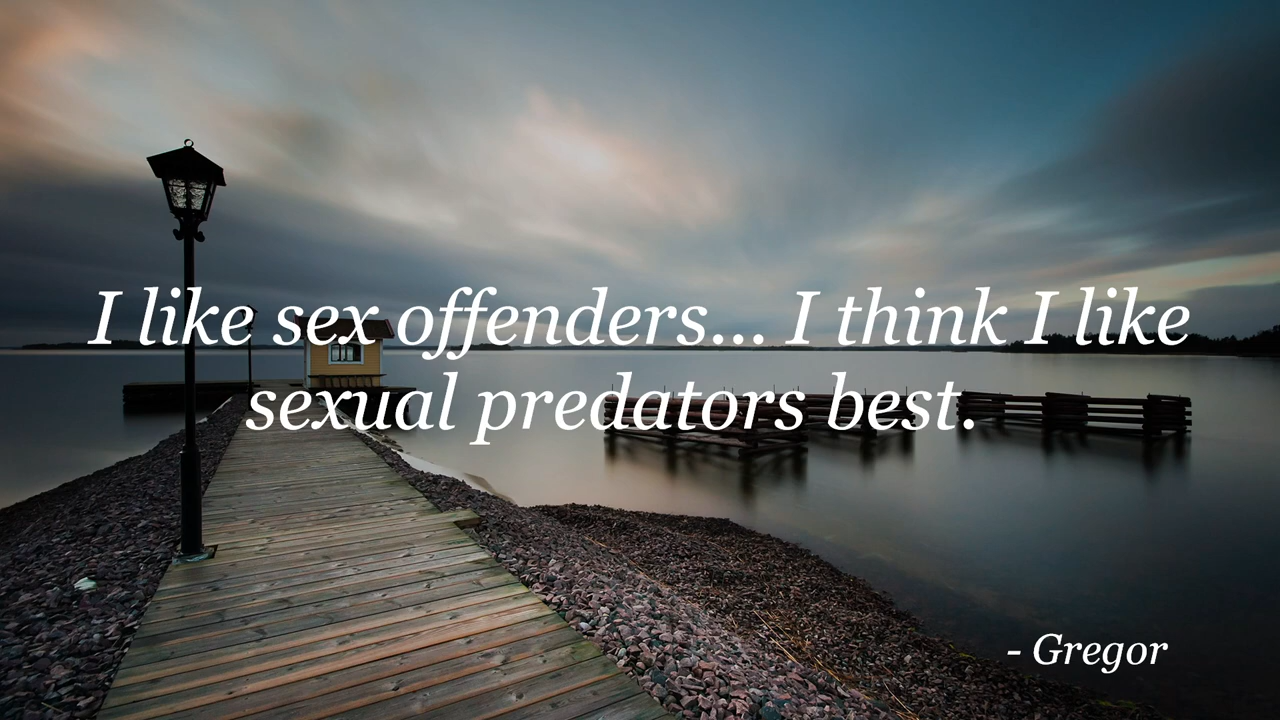 I like sex offenders... I think I like
sexual predators best.
- Gregor